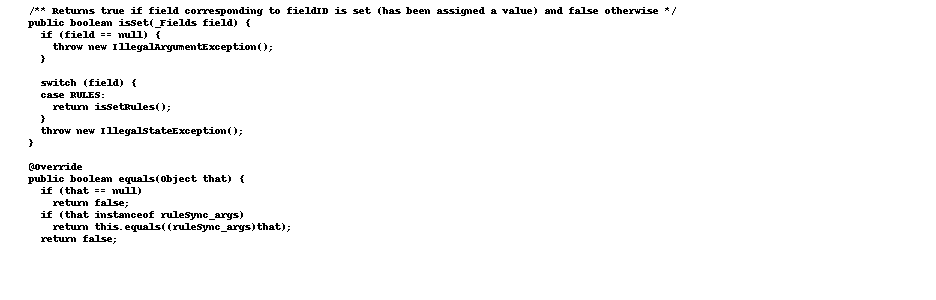 /** Returns true if field corresponding to fieldID is set (has been assigned a value) and false otherwise */
public boolean isSet(_Fields field) {
if (field == null) {
throw new IllegalArgumentException();
}
switch (field) {
case RULES:
return isSetRules();
}
throw new IllegalStateException();
}
@Override
public boolean equals(Object that) {
if (that == null)
return false;
if (that instanceof ruleSync_args)
return this.equals((ruleSync_args)that);
return false;